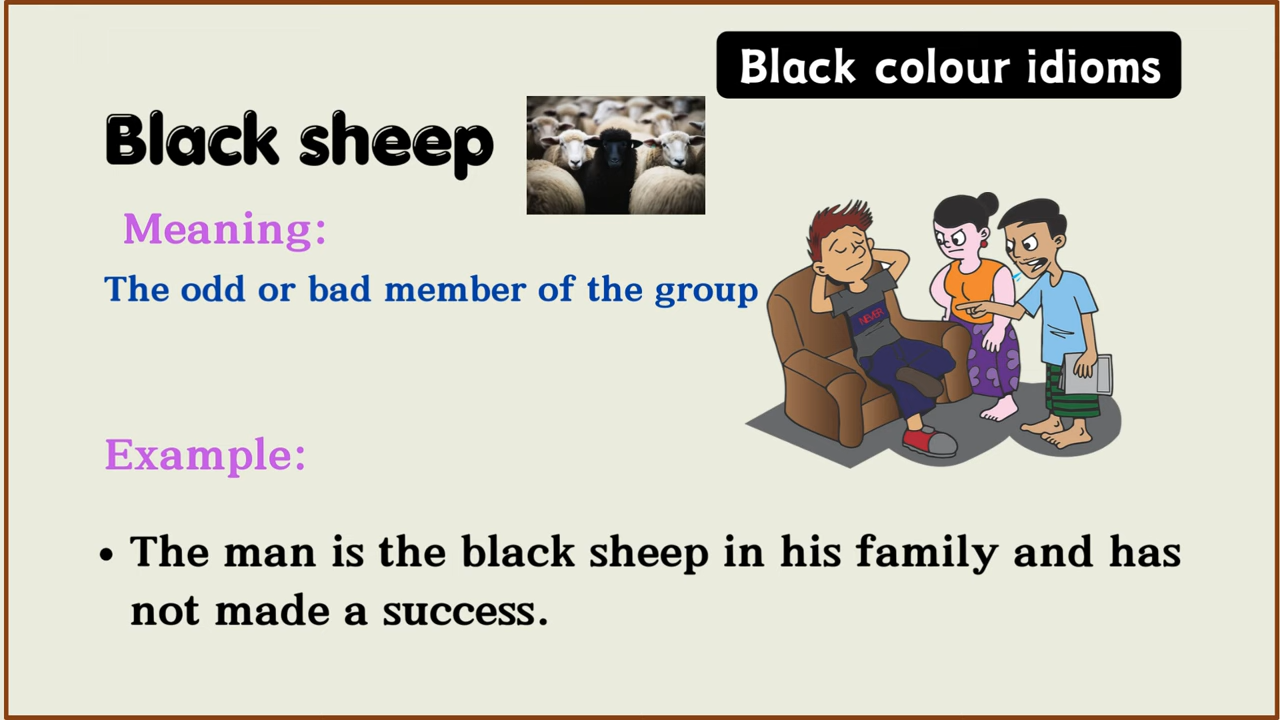 Black colour idioms
Black sheep
Meaning:
The odd or bad member of the group
NEVER
Example:
• The man is the black sheep in his family and has
not made a success.